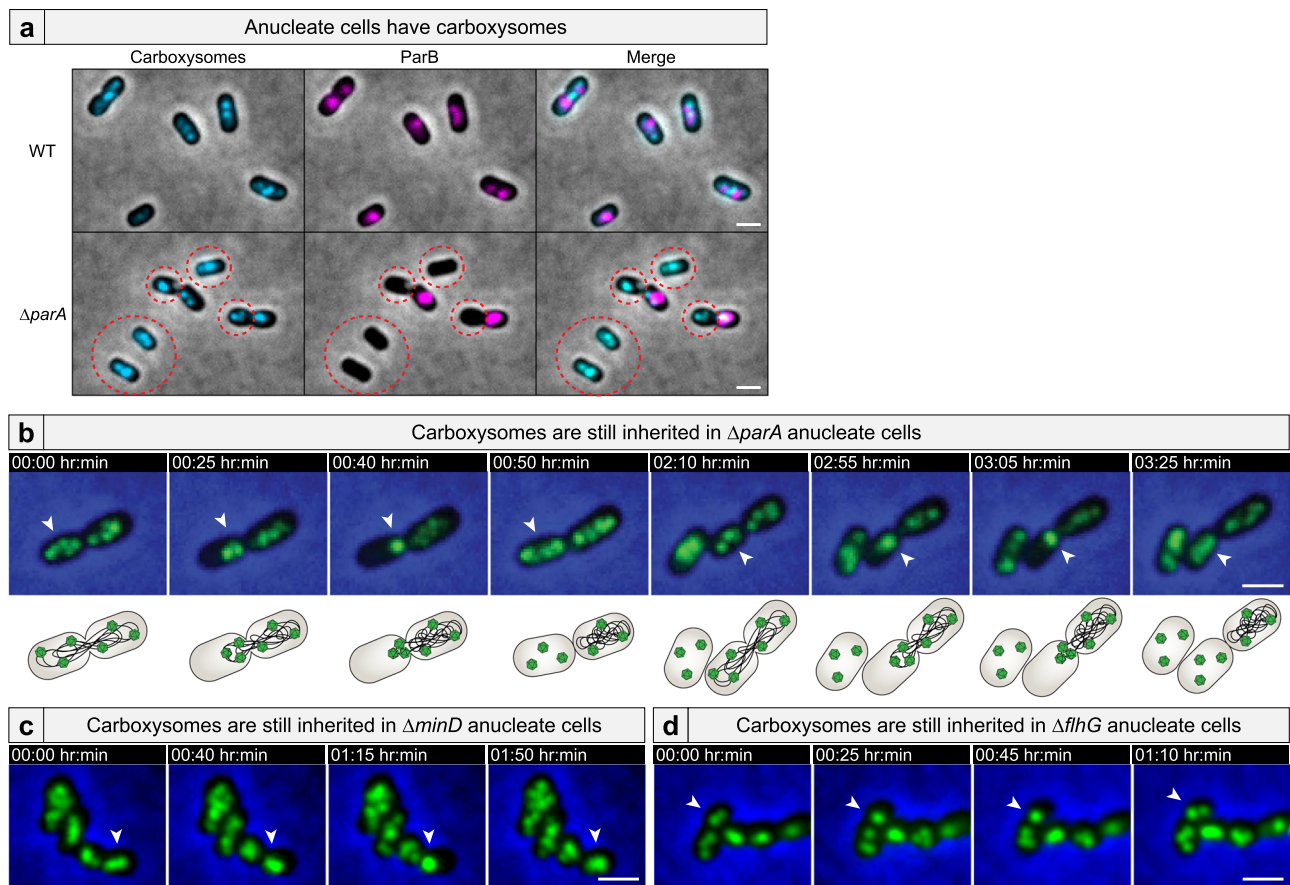 a Anucleate cells have carboxysomes
Carboxysomes ParB Merge
WT
ΔparA
b Carboxysomes are still inherited in ΔparA anucleate cells
00:00 hr:min 00:25 hr:min 00:40 hr:min 00:50 hr:min 02:10 hr:min 02:55 hr:min 03:05 hr:min 03:25 hr:min
c Carboxysomes are still inherited in ΔminD anucleate cells
00:00 hr:min 00:40 hr:min 01:15 hr:min 01:50 hr:min
d Carboxysomes are still inherited in ΔflhG anucleate cells
00:00 hr:min 00:25 hr:min 00:45 hr:min 01:10 hr:min